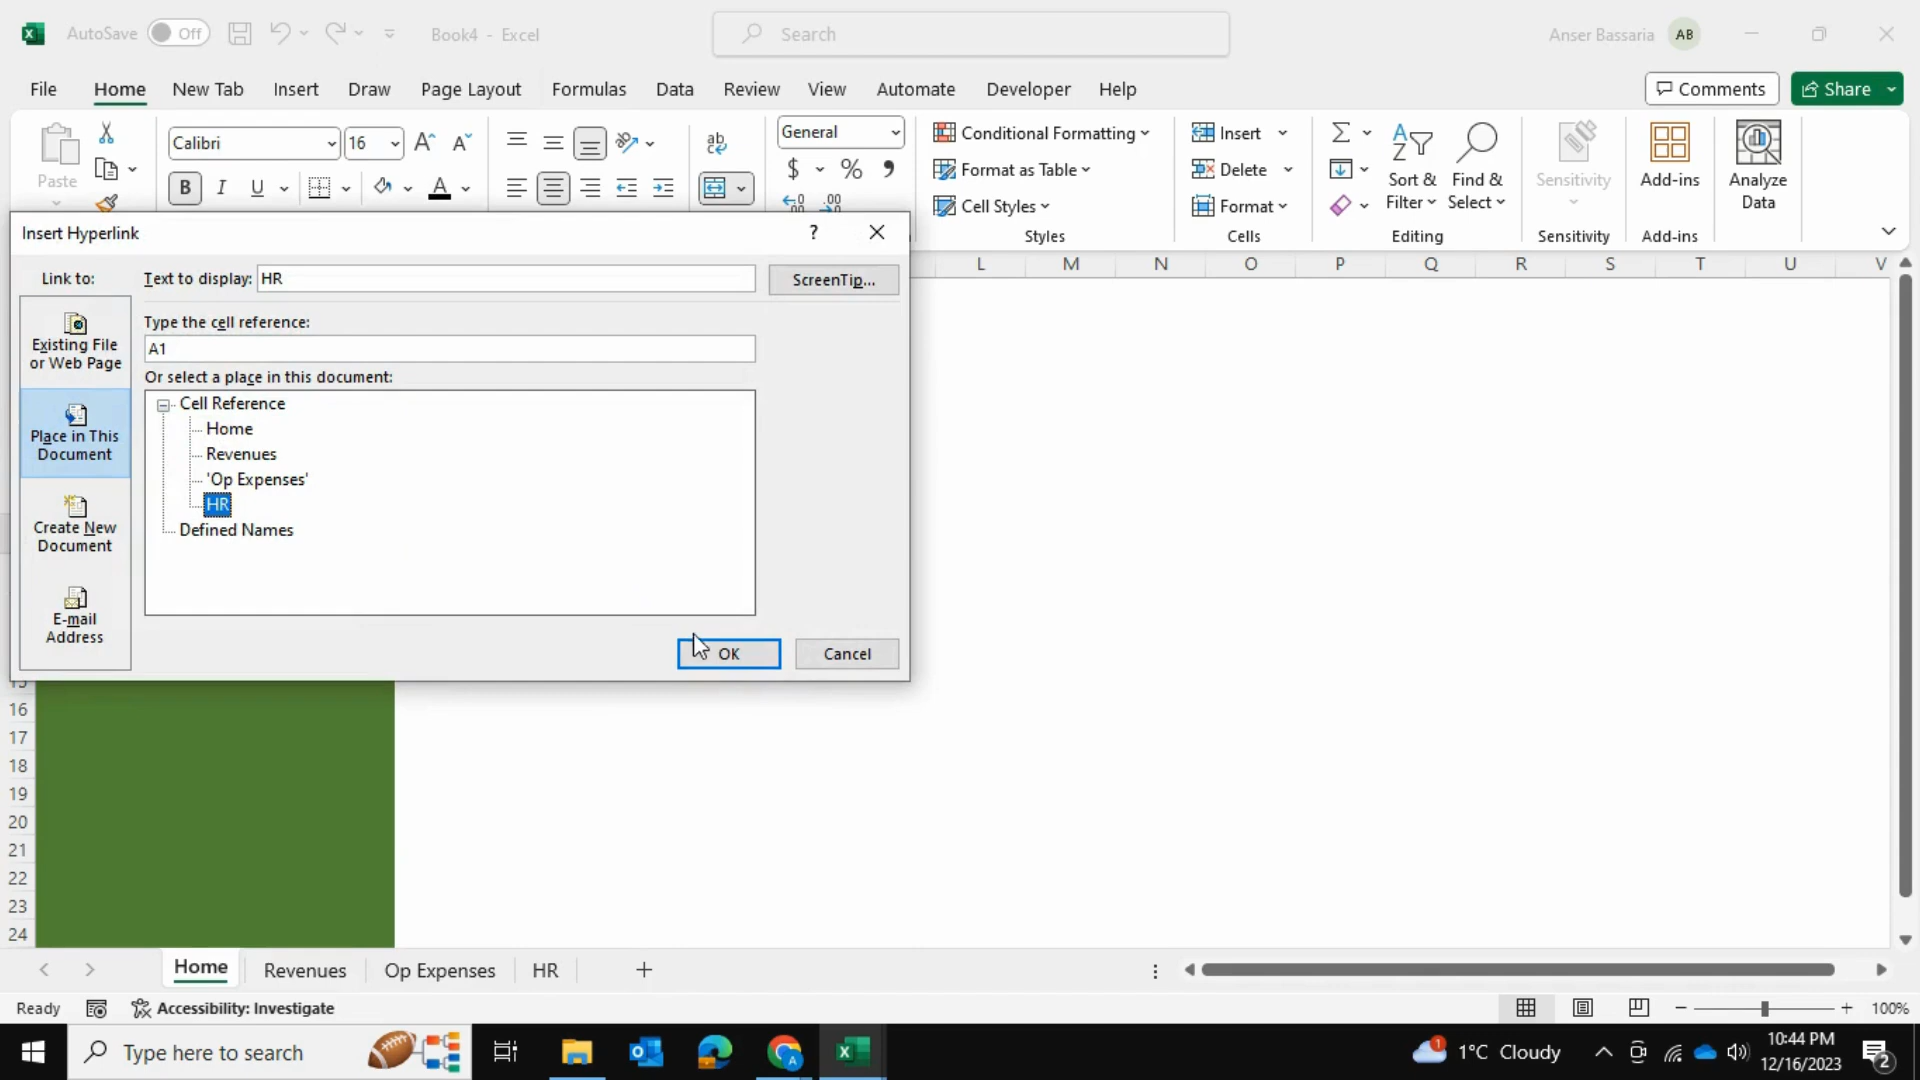 AutoSave Off Book4 - Excel Search Anser Bassaria AB
File Home New Tab Insert Draw Page Layout Formulas Data Review View Automate Developer Help Comments Share
Paste
Calibri 16
B I U A
ab
General
$ % 9
Conditional Formatting
Format as Table
Cell Styles
Styles
Insert
Delete
Format
Cells
Sort &
Filter
Find &
Select
Editing
Sensitivity
Sensitivity
Add-ins
Add-ins
Analyze
Data
Insert Hyperlink ?
Link to:
Text to display: HR
ScreenTip...
Existing File
or Web Page
Place in This
Document
Create New
Document
E-mail
Address
Type the cell reference:
A1
Or select a place in this document:
Cell Reference
Home
Revenues
'Op Expenses'
HR
Defined Names
OK Cancel
L M N O P Q R S T U V
15
16
17
18
19
20
21
22
23
24
Home Revenues Op Expenses HR
Ready Accessibility: Investigate 100%
Type here to search
1
1°C Cloudy
10:44 PM
12/16/2023
2